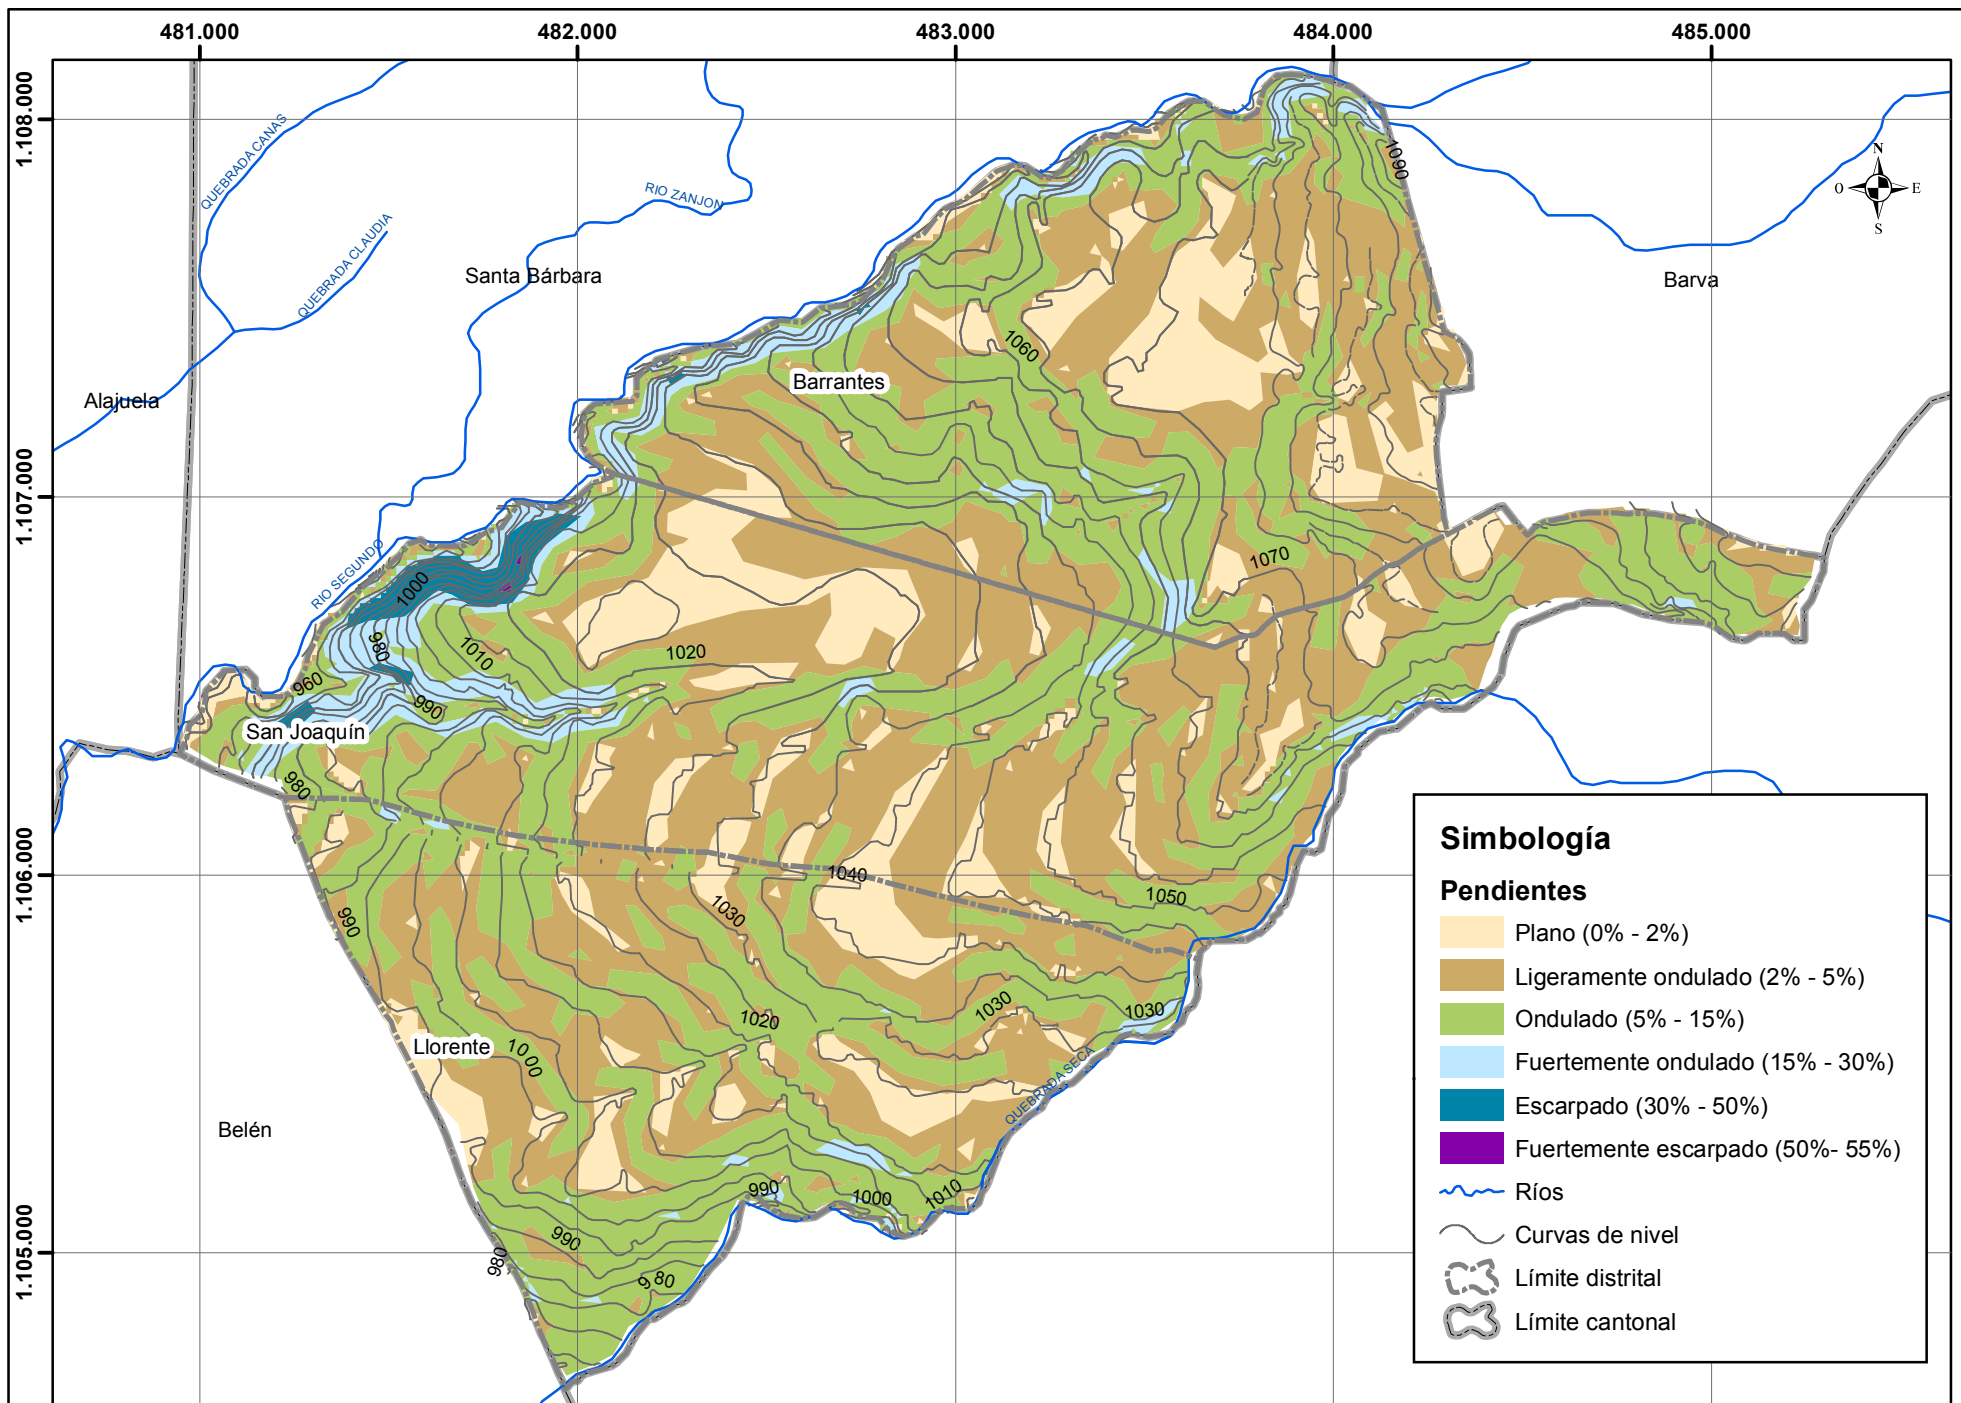 481.000
482.000
483.000
484.000
485.000
1.108.000
1.107.000
1.106.000
1.105.000
QUEBRADA CANAS
QUEBRADA CLAUDIA
RIO ZANJON
RIO SEGUNDO
QUEBRADA SECA
N
O
E
S
Santa Bárbara
Barva
Alajuela
Barrantes
San Joaquín
Llorente
Belén
1090
1060
1070
1000
980
1010
1020
960
990
980
1040
1050
1030
990
1020
1030
1030
1000
990
1000
1010
990
980
980
Simbología
Pendientes
Plano (0% - 2%)
Ligeramente ondulado (2% - 5%)
Ondulado (5% - 15%)
Fuertemente ondulado (15% - 30%)
Escarpado (30% - 50%)
Fuertemente escarpado (50%- 55%)
Ríos
Curvas de nivel
Límite distrital
Límite cantonal